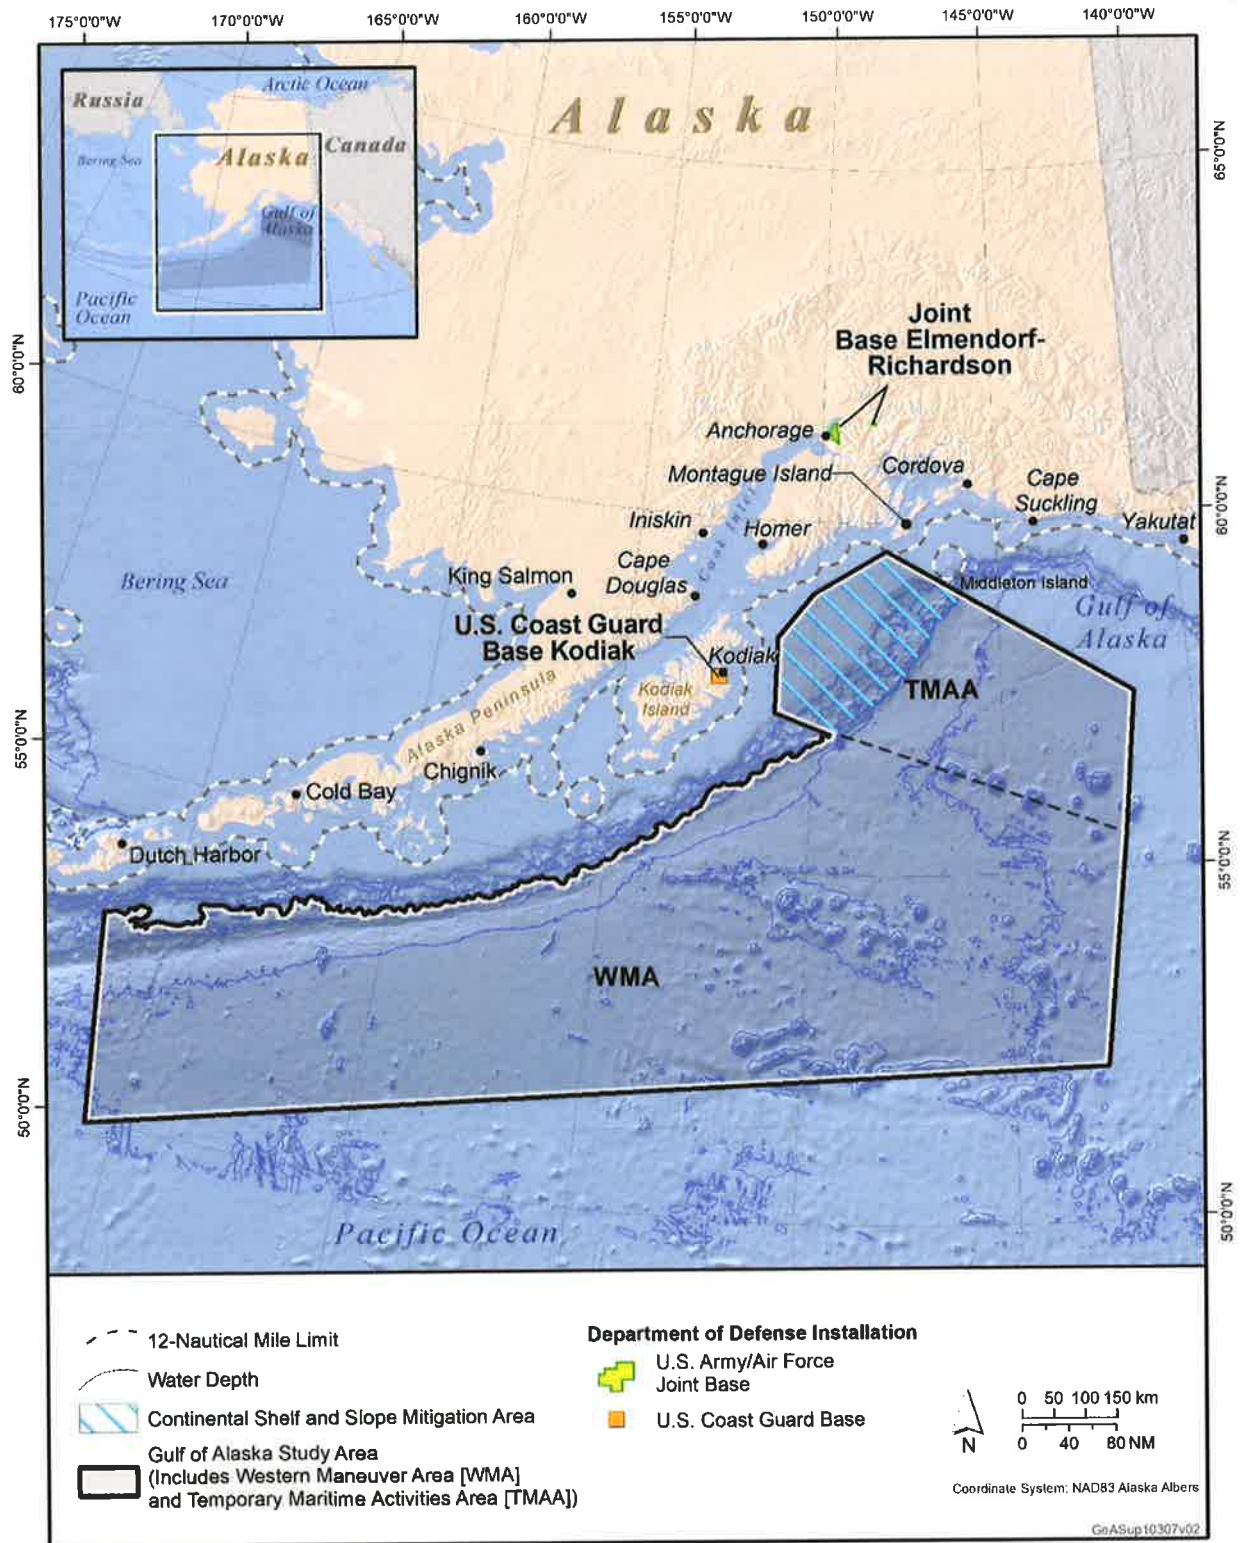 175°0'0"W 170°0'0"W 165°0'0"W 160°0'0"W 155°0'0"W 150°0'0"W 145°0'0"W 140°0'0"W
Arctic Ocean
Russia
Canada
Bering Sea
Alaska
Gulf of
Alaska
Pacific
Ocean
Alaska
65°0'0"N
60°0'0"N
Joint
Base Elmendorf-
Richardson
Anchorage
Montague Island
Cordova
Cape
Suckling
Yakutat
60°0'0"N
Iniskin
Homer
Cook Inlet
Cape
Douglas
King Salmon
Bering Sea
Middleton Island
Gulf of
Alaska
U.S. Coast Guard
Base Kodiak
Kodiak
Kodiak
Island
TMAA
Alaska Peninsula
55°0'0"N
Chignik
Cold Bay
Dutch Harbor
55°0'0"N
WMA
50°0'0"N
50°0'0"N
Pacific Ocean
12-Nautical Mile Limit
Water Depth
Continental Shelf and Slope Mitigation Area
Gulf of Alaska Study Area
(Includes Western Maneuver Area [WMA]
and Temporary Maritime Activities Area [TMAA])
Department of Defense Installation
U.S. Army/Air Force
Joint Base
U.S. Coast Guard Base
N
0 50 100 150 km
0 40 80 NM
Coordinate System: NAD83 Alaska Albers
GoASup10307v02